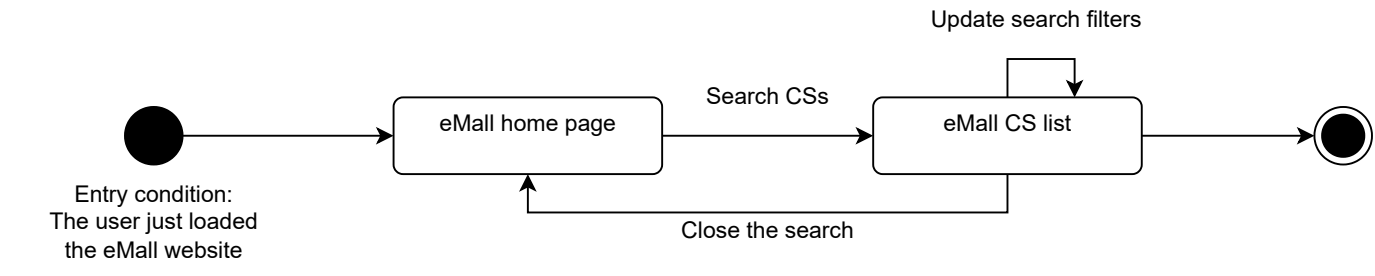 Update search filters
Search CSs
eMall home page
eMall CS list
Close the search
Entry condition:
The user just loaded
the eMall website